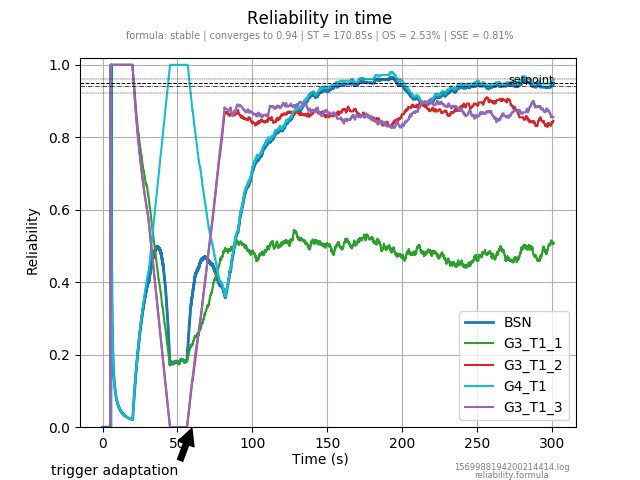 Reliability in time
formula: stable | converges to 0.94 | ST = 170.85s | OS = 2.53% | SSE = 0.81%
1.0
0.8
0.6
0.4
0.2
0.0
Reliability
setpoint
BSN
G3_T1_1
G3_T1_2
G4_T1
G3_T1_3
0
50
100
150
200
250
300
Time (s)
trigger adaptation
1569988194200214414.log
reliability.formula